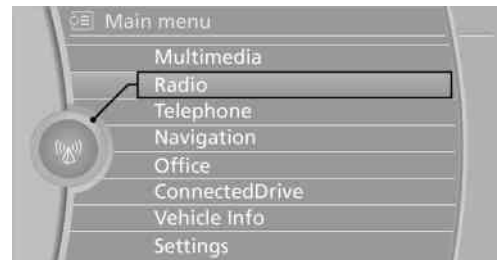 Main menu
Multimedia
Radio
Telephone
Navigation
Office
ConnectedDrive
Vehicle Info
Settings